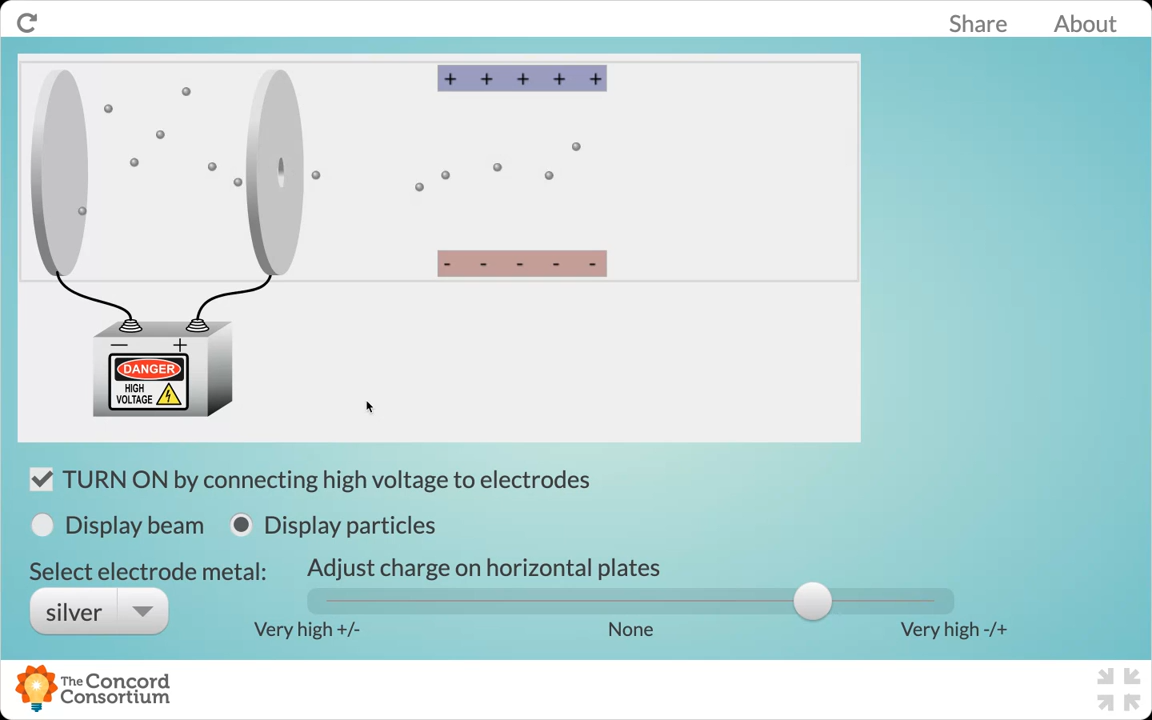 Share About
+ + + + +
- - - - -
— +
DANGER
HIGH
VOLTAGE
TURN ON by connecting high voltage to electrodes
Display beam Display particles
Select electrode metal: Adjust charge on horizontal plates
silver
Very high +/- None Very high -/+
The Concord
Consortium